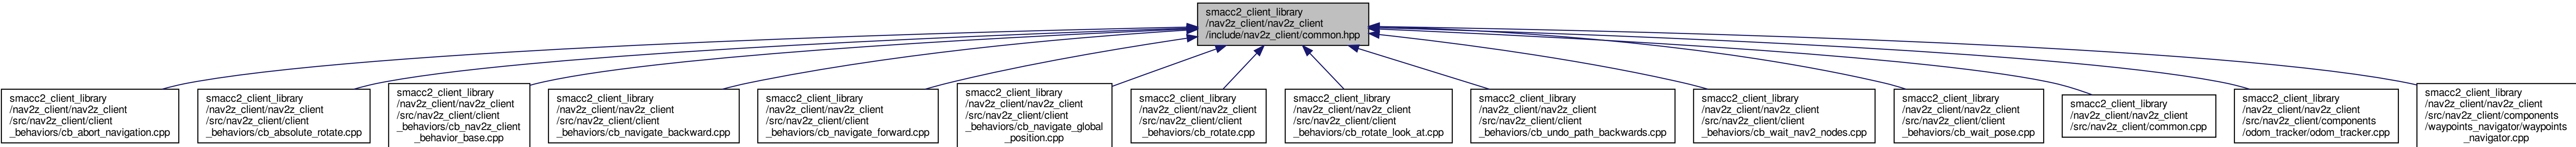 smacc2_client_library
/nav2z_client/nav2z_client
/include/nav2z_client/common.hpp
smacc2_client_library
/nav2z_client/nav2z_client
/src/nav2z_client/client
_behaviors/cb_abort_navigation.cpp
smacc2_client_library
/nav2z_client/nav2z_client
/src/nav2z_client/client
_behaviors/cb_absolute_rotate.cpp
smacc2_client_library
/nav2z_client/nav2z_client
/src/nav2z_client/client
_behaviors/cb_nav2z_client
_behavior_base.cpp
smacc2_client_library
/nav2z_client/nav2z_client
/src/nav2z_client/client
_behaviors/cb_navigate_backward.cpp
smacc2_client_library
/nav2z_client/nav2z_client
/src/nav2z_client/client
_behaviors/cb_navigate_forward.cpp
smacc2_client_library
/nav2z_client/nav2z_client
/src/nav2z_client/client
_behaviors/cb_navigate_global
_position.cpp
smacc2_client_library
/nav2z_client/nav2z_client
/src/nav2z_client/client
_behaviors/cb_rotate.cpp
smacc2_client_library
/nav2z_client/nav2z_client
/src/nav2z_client/client
_behaviors/cb_rotate_look_at.cpp
smacc2_client_library
/nav2z_client/nav2z_client
/src/nav2z_client/client
_behaviors/cb_undo_path_backwards.cpp
smacc2_client_library
/nav2z_client/nav2z_client
/src/nav2z_client/client
_behaviors/cb_wait_nav2_nodes.cpp
smacc2_client_library
/nav2z_client/nav2z_client
/src/nav2z_client/client
_behaviors/cb_wait_pose.cpp
smacc2_client_library
/nav2z_client/nav2z_client
/src/nav2z_client/common.cpp
smacc2_client_library
/nav2z_client/nav2z_client
/src/nav2z_client/components
/odom_tracker/odom_tracker.cpp
smacc2_client_library
/nav2z_client/nav2z_client
/src/nav2z_client/components
/waypoints_navigator/waypoints
_navigator.cpp